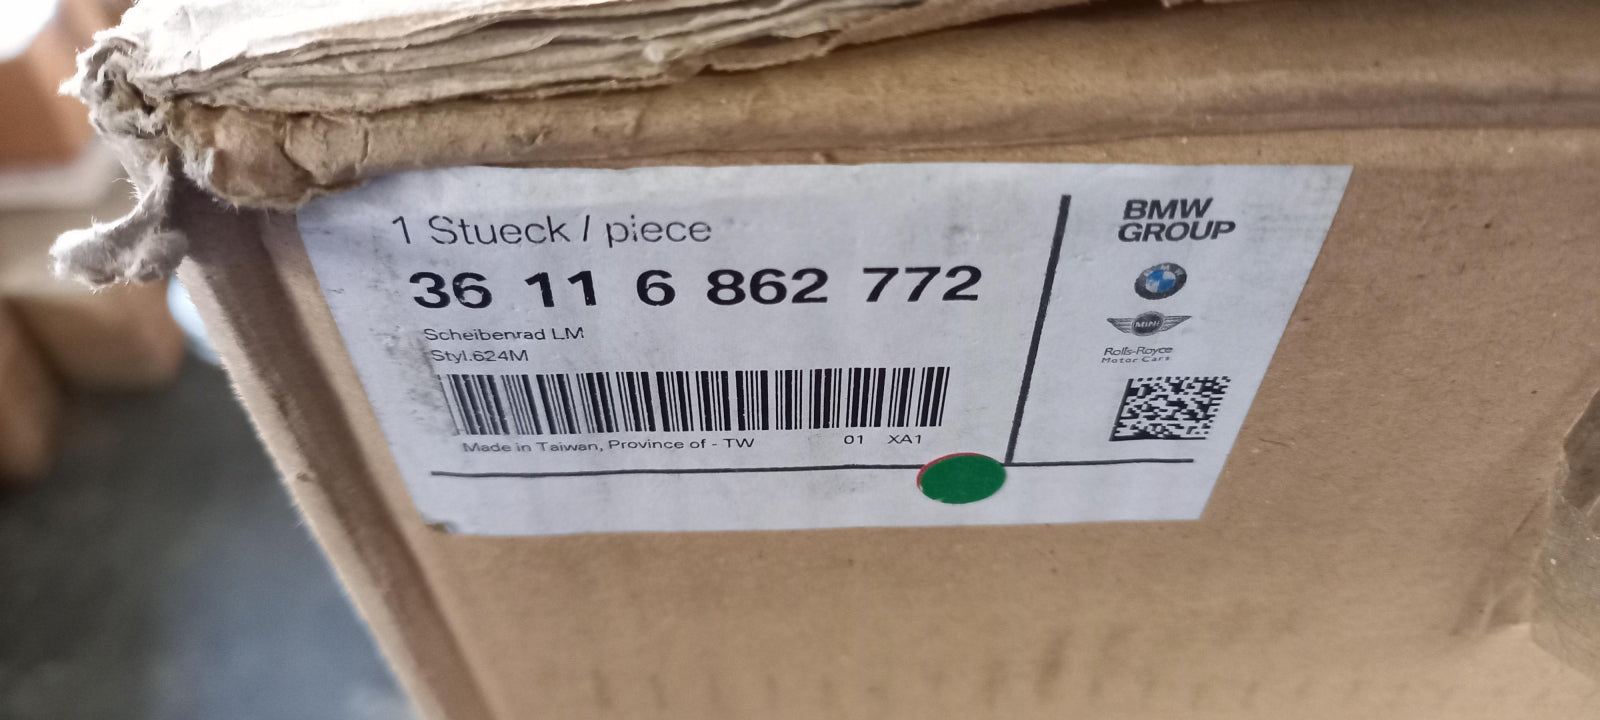 1 Stueck / piece
36 11 6 862 772
Scheibenrad LM
Styl.624M
Made in Taiwan, Province of - TW 01 XA1
BMW
GROUP
BMW
MINI
Rolls-Royce
Motor Cars